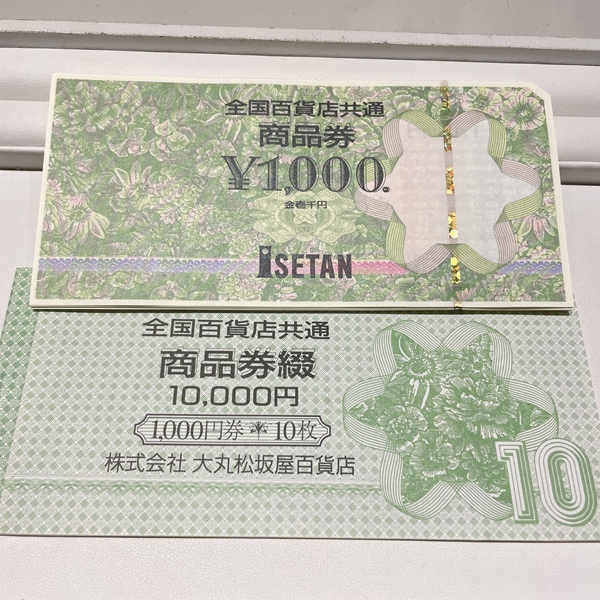 全国百貨店共通
商品券
¥1,000.
金壱千円
ISETAN
全国百貨店共通
商品券綴
10,000円
1,000円券 10枚
株式会社 大丸松坂屋百貨店
10